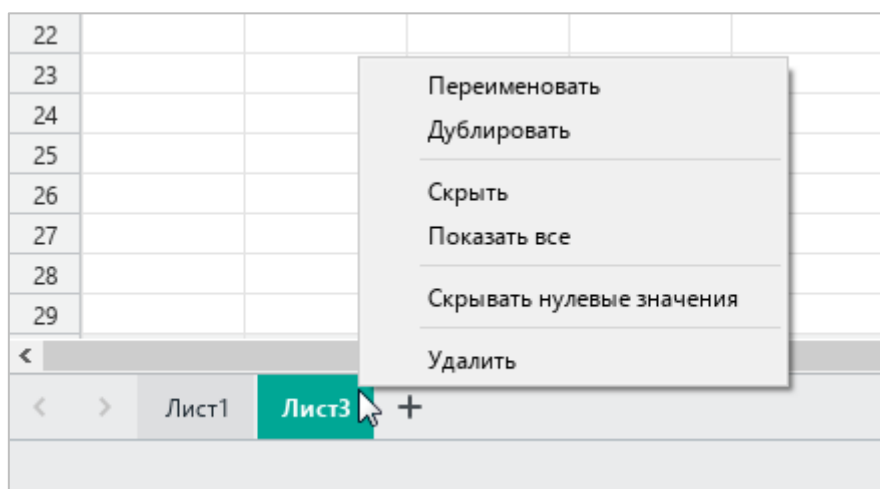 22
23
24
25
26
27
28
29
Переименовать
Дублировать
Скрыть
Показать все
Скрывать нулевые значения
Удалить
Лист1 Лист3